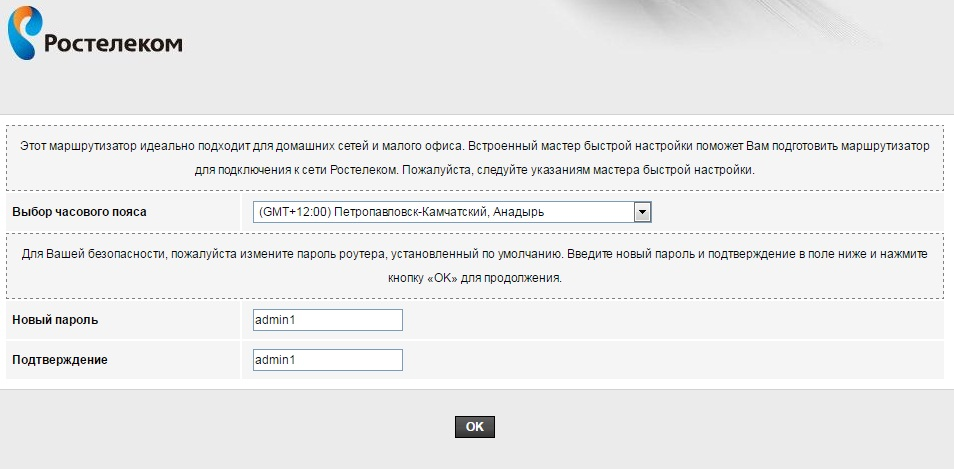 Ростелеком
Этот маршрутизатор идеально подходит для домашних сетей и малого офиса. Встроенный мастер быстрой настройки поможет Вам подготовить маршрутизатор
для подключения к сети Ростелеком. Пожалуйста, следуйте указаниям мастера быстрой настройки.
Выбор часового пояса (GMT+12:00) Петропавловск-Камчатский, Анадырь
Для Вашей безопасности, пожалуйста измените пароль роутера, установленный по умолчанию. Введите новый пароль и подтверждение в поле ниже и нажмите
кнопку «OK» для продолжения.
Новый пароль admin1
Подтверждение admin1
OK